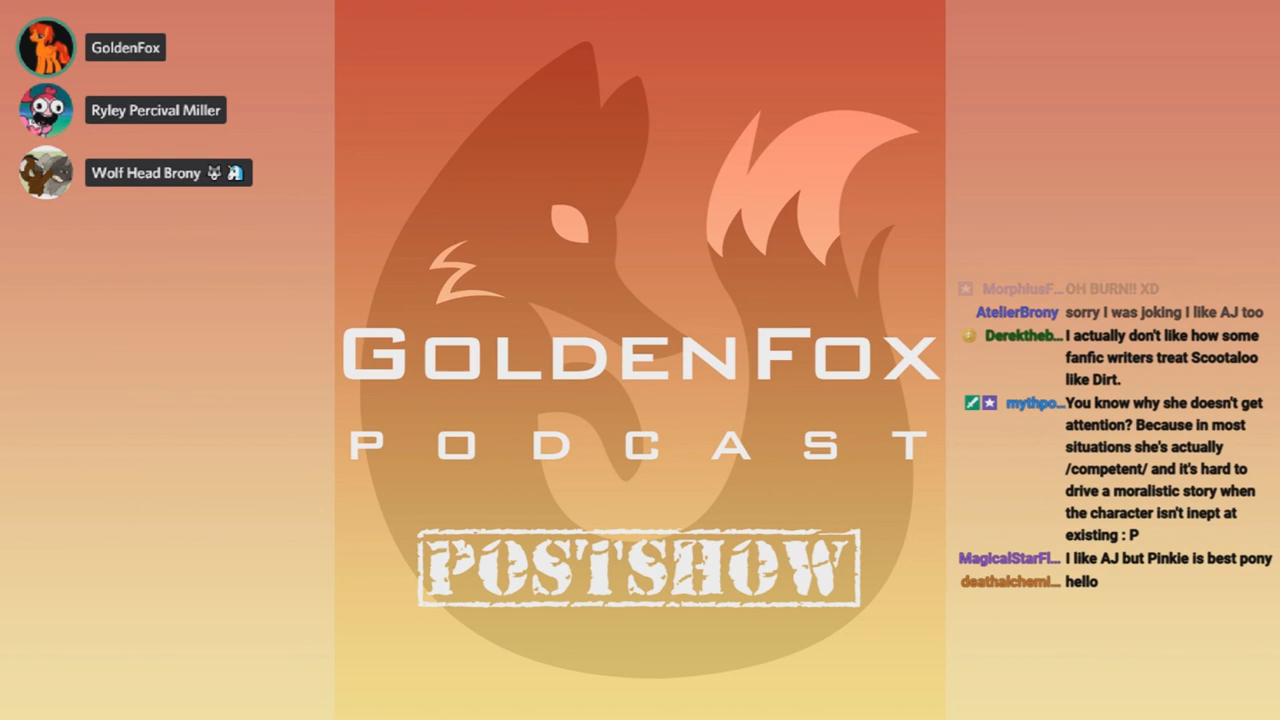 GoldenFox
Ryley Percival Miller
Wolf Head Brony
GOLDENFOX
PODCAST
POSTSHOW
MorphiusF... OH BURN!! XD
AtelierBrony sorry I was joking I like AJ too
Derektheb... I actually don't like how some
fanfic writers treat Scootaloo
like Dirt.
mythpo... You know why she doesn't get
attention? Because in most
situations she's actually
/competent/ and it's hard to
drive a moralistic story when
the character isn't inept at
existing : P
MagicalStarFl... I like AJ but Pinkie is best pony
deathalchemi... hello